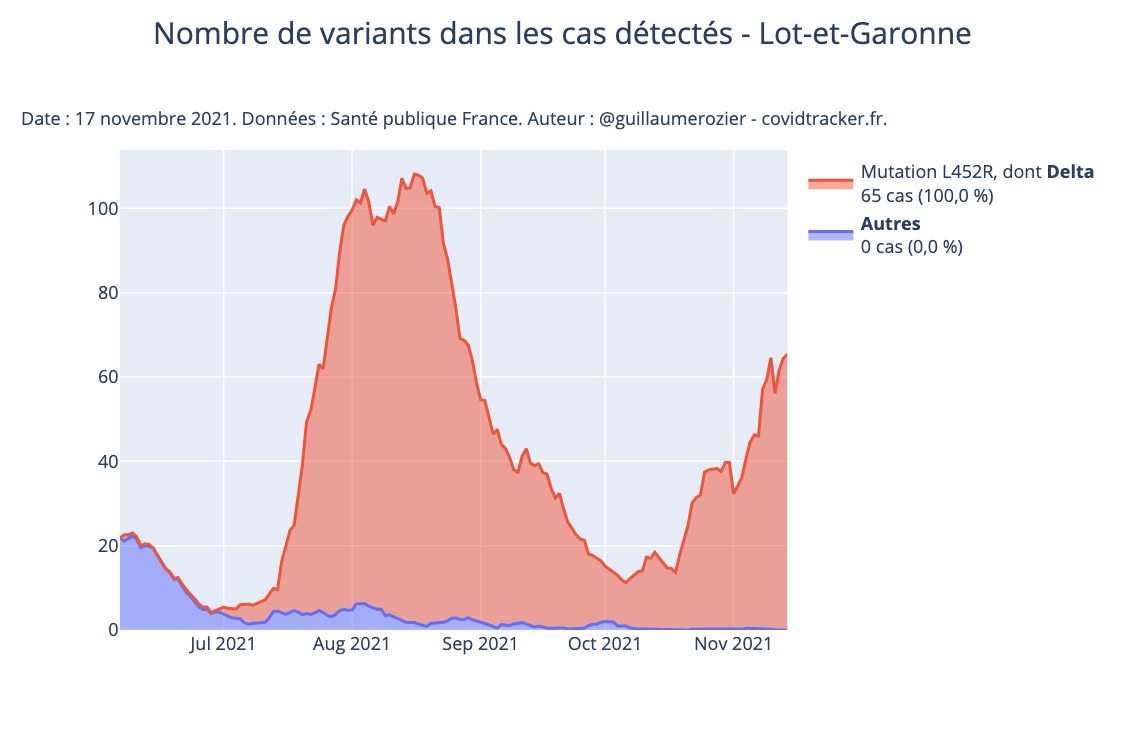 Nombre de variants dans les cas détectés - Lot-et-Garonne
Date : 17 novembre 2021. Données : Santé publique France. Auteur : @guillaumerozier - covidtracker.fr.
Mutation L452R, dont Delta
65 cas (100,0 %)
Autres
0 cas (0,0 %)
100
80
60
40
20
0
Jul 2021
Aug 2021
Sep 2021
Oct 2021
Nov 2021